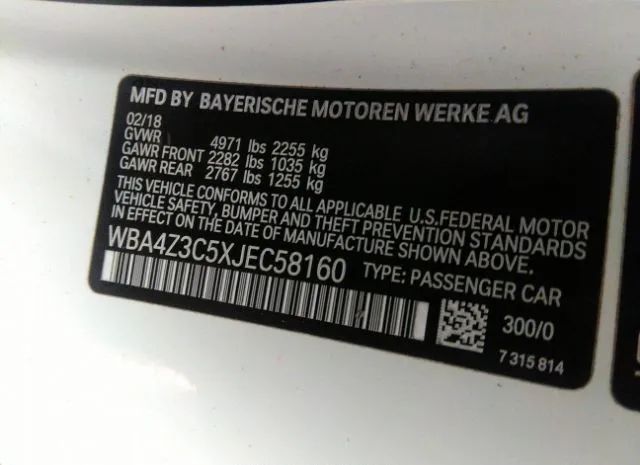 MFD BY BAYERISCHE MOTOREN WERKE AG
02/18
GVWR 4971 lbs 2255 kg
GAWR FRONT 2282 lbs 1035 kg
GAWR REAR 2767 lbs 1255 kg
THIS VEHICLE CONFORMS TO ALL APPLICABLE U.S.FEDERAL MOTOR
VEHICLE SAFETY, BUMPER AND THEFT PREVENTION STANDARDS
IN EFFECT ON THE DATE OF MANUFACTURE SHOWN ABOVE.
WBA4Z3C5XJEC58160 TYPE: PASSENGER CAR
300/0
7 315 814